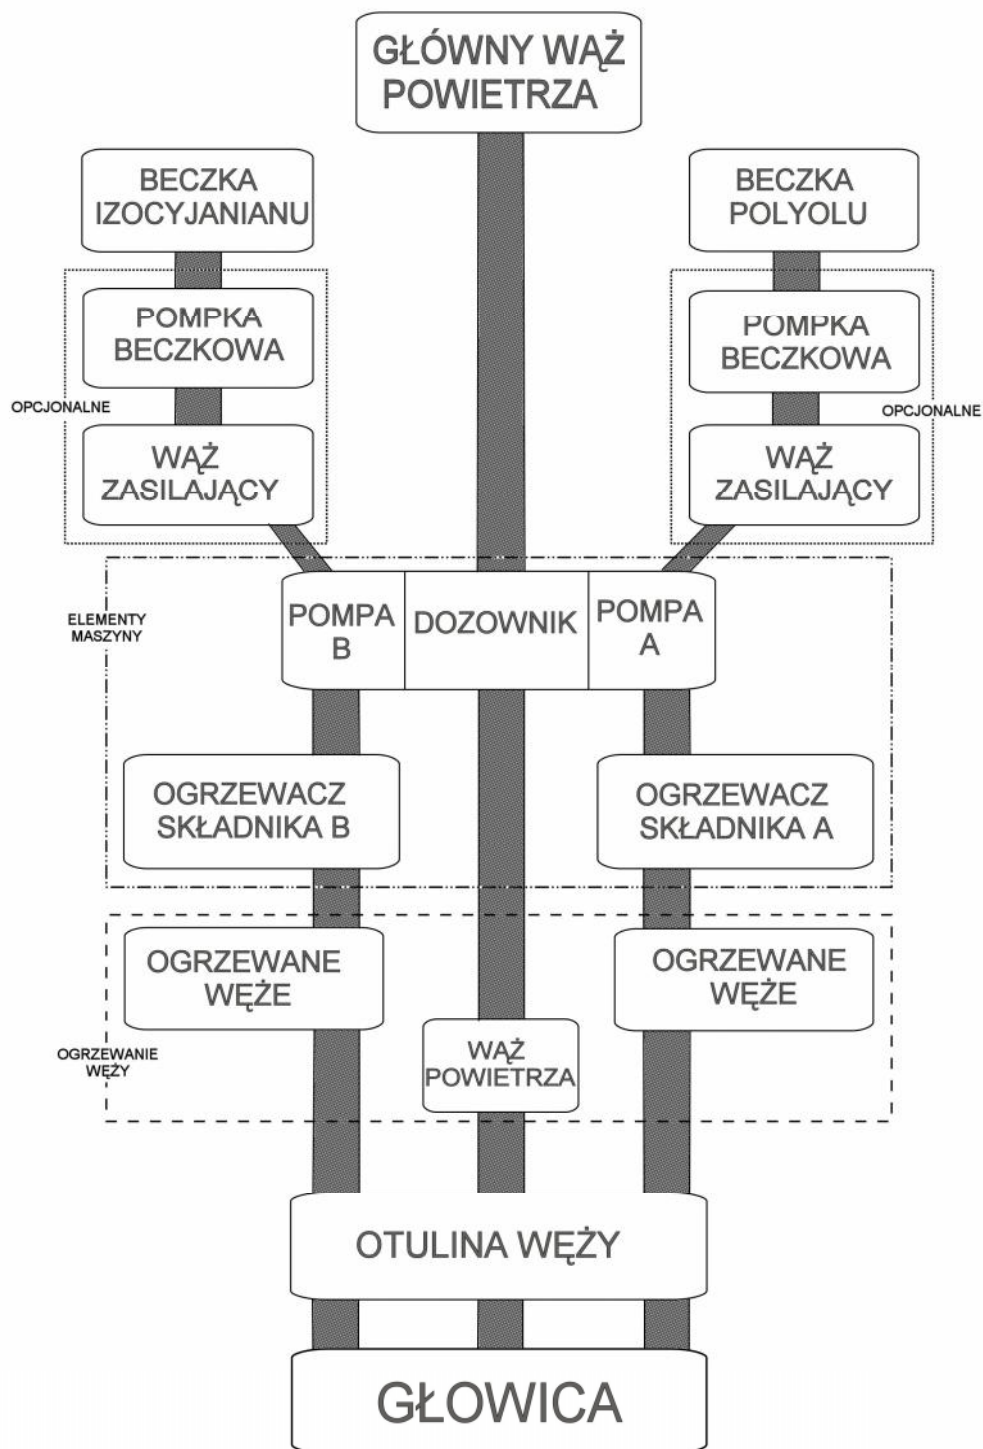 GŁÓWNY WĄŻ
POWIETRZA
BECZKA
IZOCYJANIANU
BECZKA
POLYOLU
POMPKA
BECZKOWA
POMPKA
BECZKOWA
OPCJONALNE
OPCJONALNE
WĄŻ
ZASILAJĄCY
WĄŻ
ZASILAJĄCY
ELEMENTY
MASZYNY
POMPA
B
DOZOWNIK
POMPA
A
OGRZEWACZ
SKŁADNIKA B
OGRZEWACZ
SKŁADNIKA A
OGRZEWANE
WĘŻE
OGRZEWANE
WĘŻE
OGRZEWANIE
WĘŻY
WĄŻ
POWIETRZA
OTULINA WĘŻY
GŁOWICA